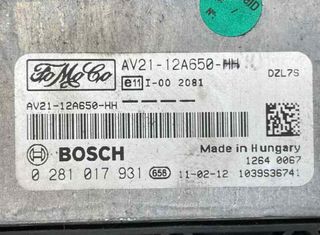 FoMoCo
AV21-12A650-HH
e11 I-00 2081
DZL7S
AV21-12A650-HH
BOSCH
Made in Hungary
1264 0067
0 281 017 931 656 11-02-12 1039S36741